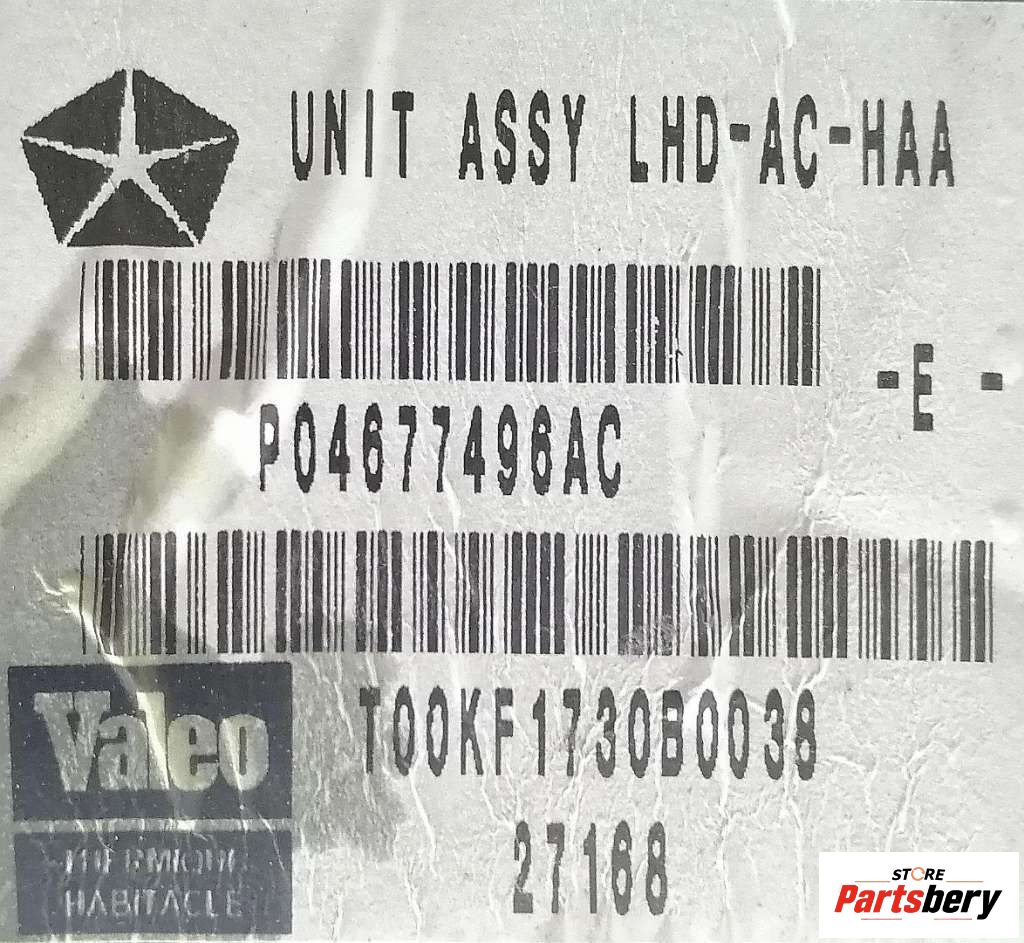 UNIT ASSY LHD-AC-HAA
-E -
P04677496AC
T00KF1730B0038
Valeo
27168
THERMIQUE
HABITACLE
STORE
Partsbery